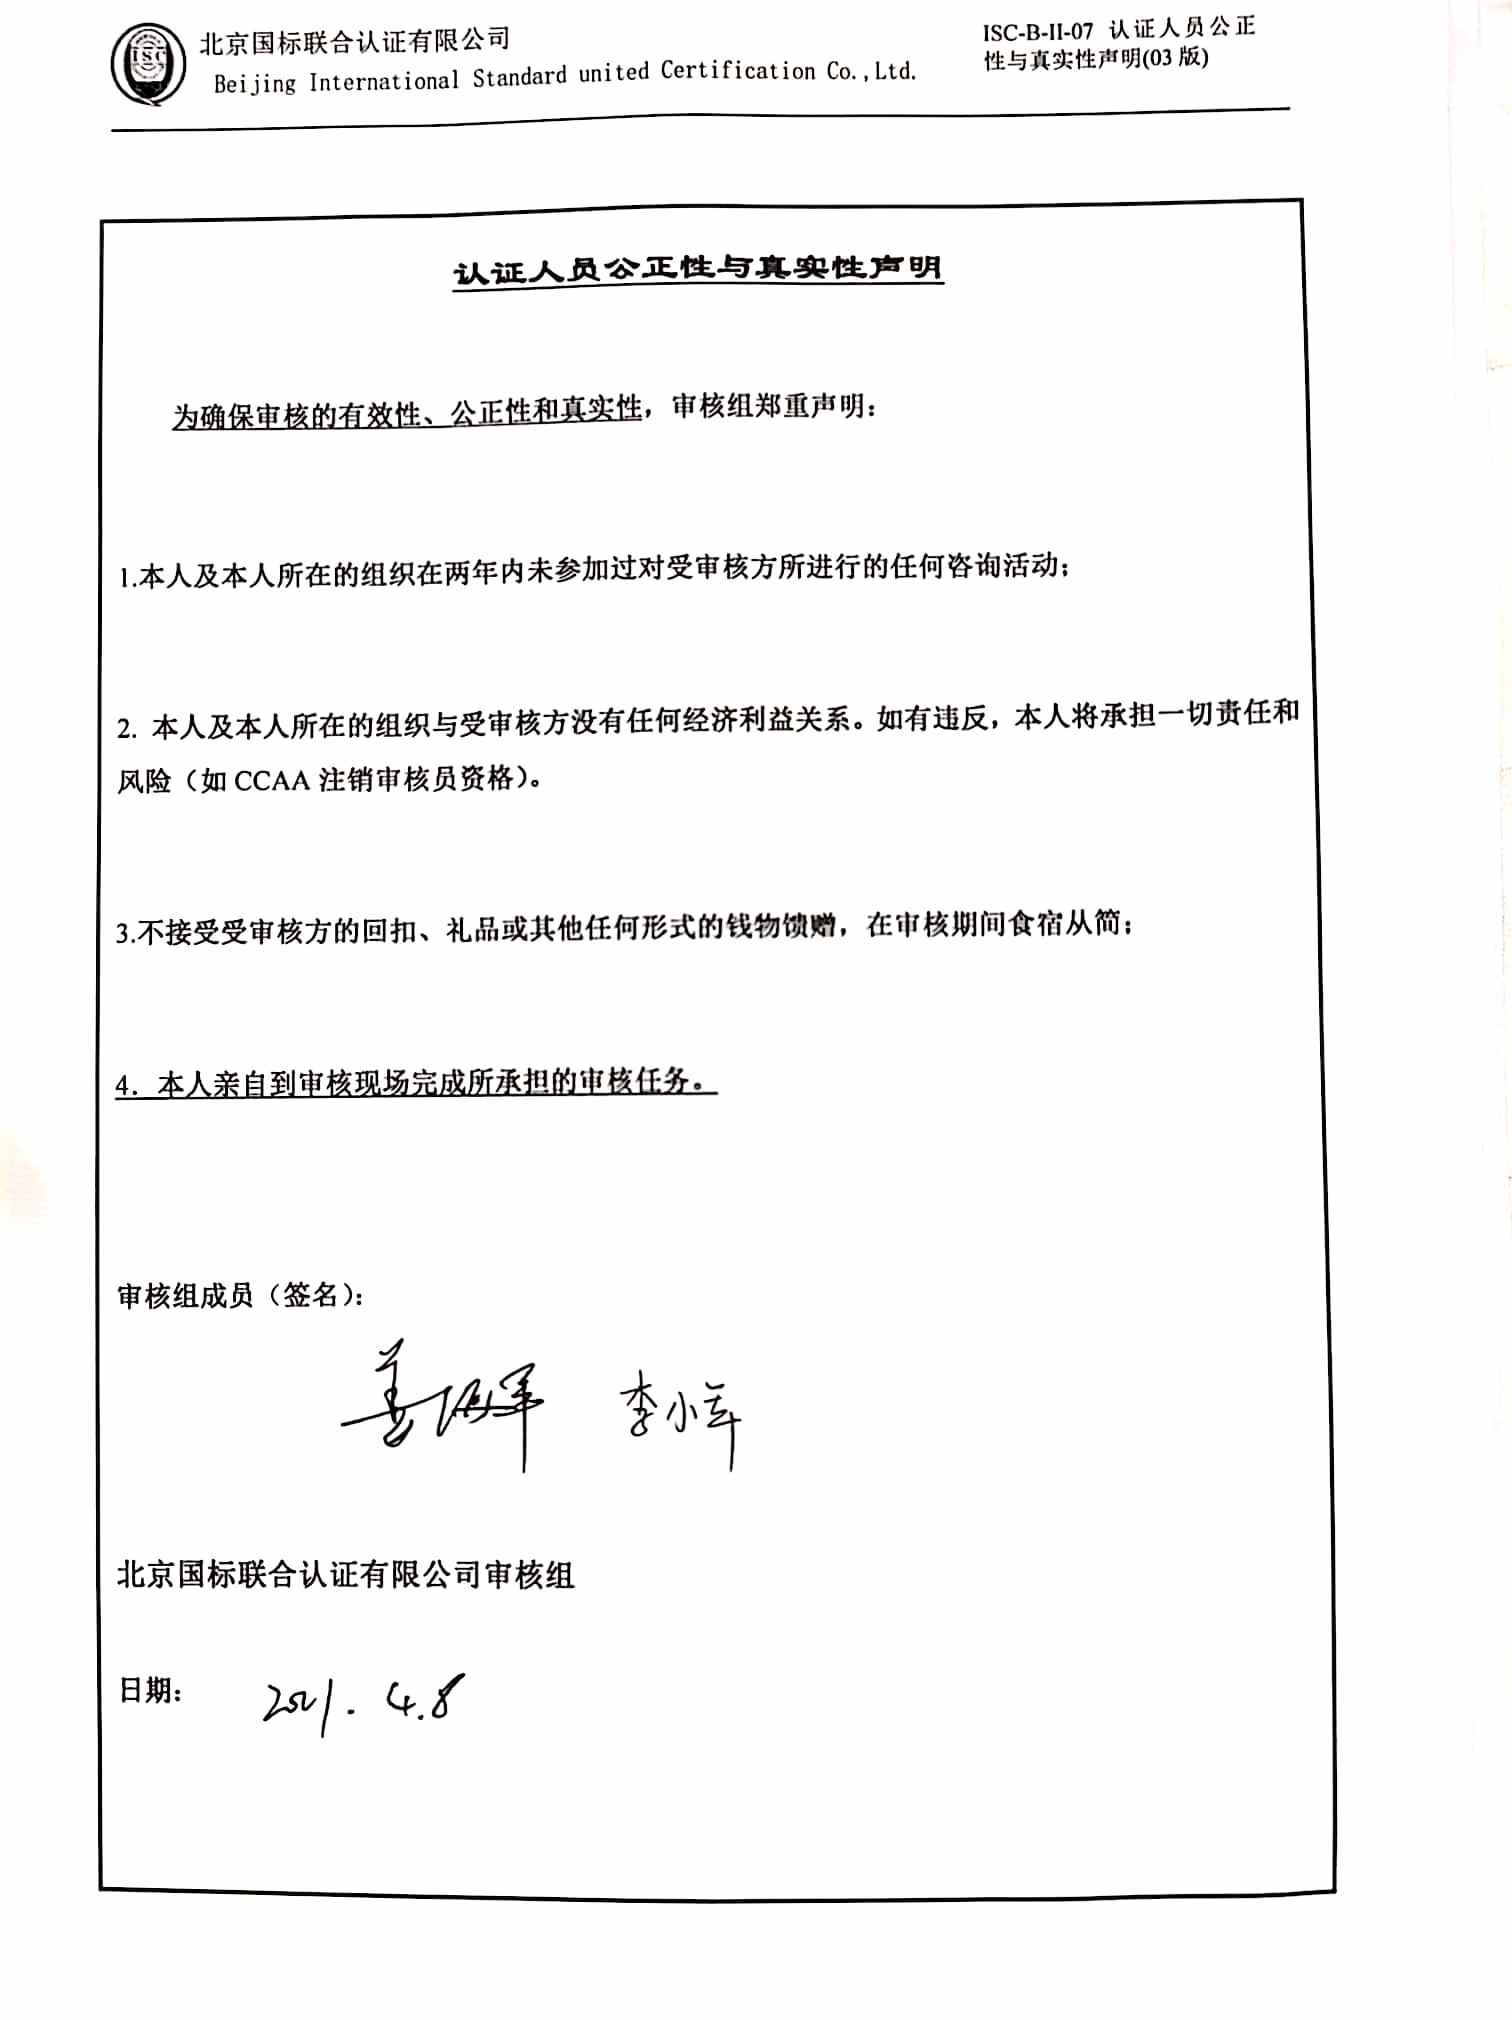 ISC
北京国标联合认证有限公司
Beijing International Standard united Certification Co.,Ltd.
ISC-B-II-07 认证人员公正
性与真实性声明(03 版)
认证人员公正性与真实性声明
为确保审核的有效性、公正性和真实性，审核组郑重声明：
1.本人及本人所在的组织在两年内未参加过对受审核方所进行的任何咨询活动；
2. 本人及本人所在的组织与受审核方没有任何经济利益关系。如有违反，本人将承担一切责任和
风险（如 CCAA 注销审核员资格）。
3.不接受受审核方的回扣、礼品或其他任何形式的钱物馈赠，在审核期间食宿从简；
4. 本人亲自到审核现场完成所承担的审核任务。
审核组成员（签名）：
李小军
北京国标联合认证有限公司审核组
日期：
2021.4.8